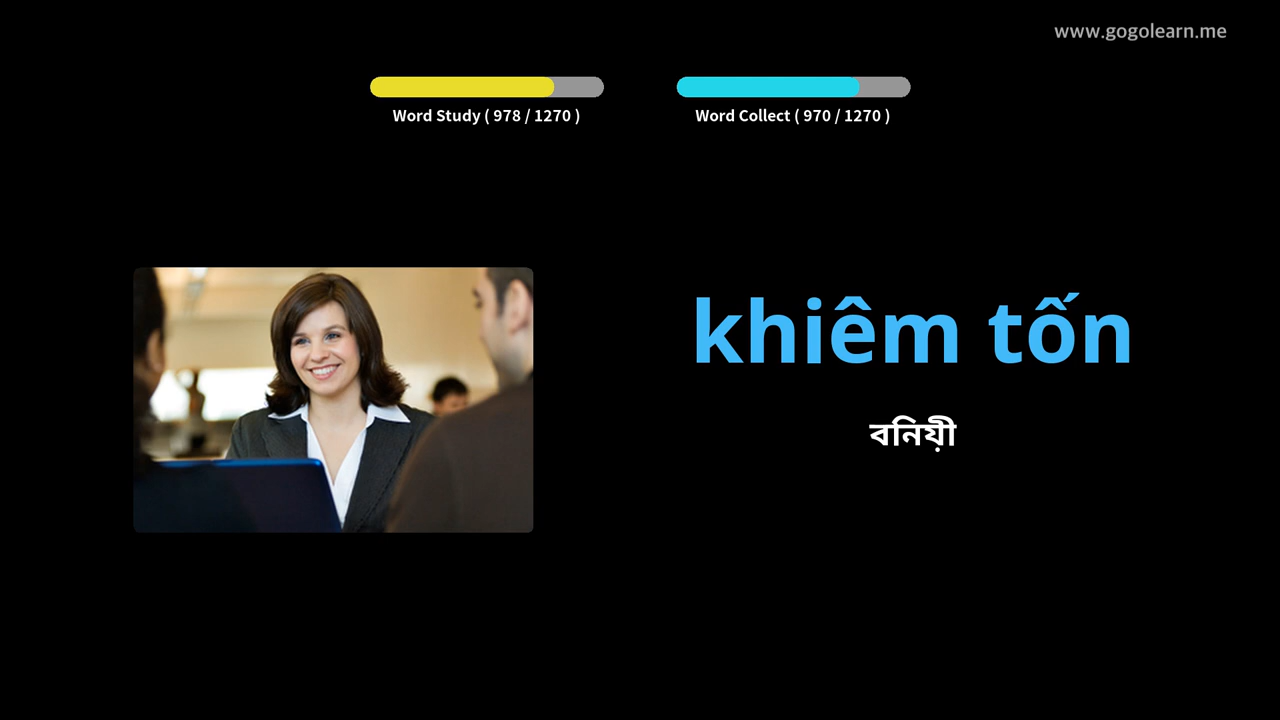 www.gogolearn.me
Word Study ( 978 / 1270 )
Word Collect ( 970 / 1270 )
khiêm tốn
বনিয়ী